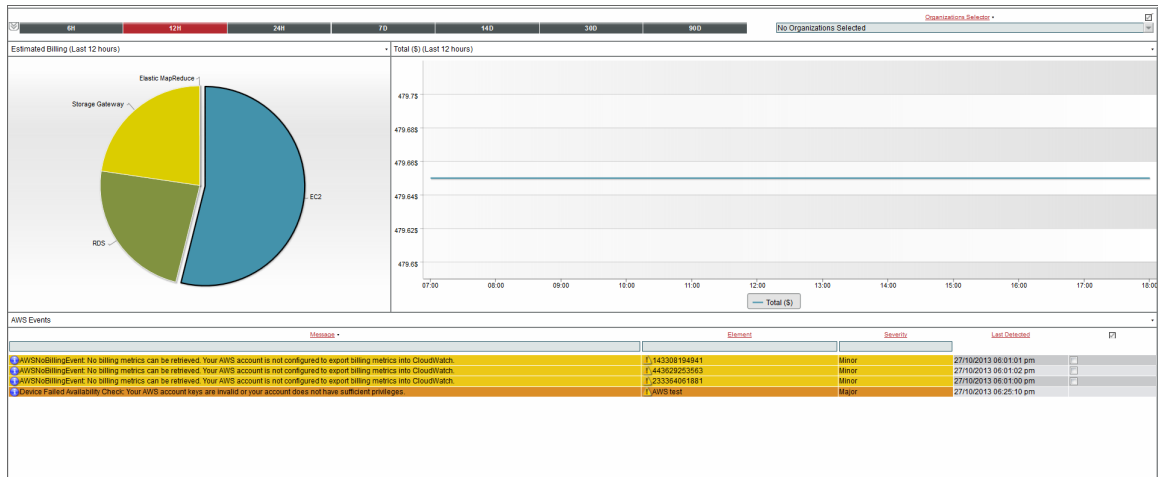 Organizations Selector
6H 12H 24H 7D 14D 30D 90D No Organizations Selected
Estimated Billing (Last 12 hours) Total ($) (Last 12 hours)
Elastic MapReduce
Storage Gateway
EC2
RDS
479.7$
479.68$
479.66$
479.64$
479.62$
479.6$
07:00 08:00 09:00 10:00 11:00 12:00 13:00 14:00 15:00 16:00 17:00 18:00
Total ($)
AWS Events
Message Element Severity Last Detected
AWSNoBillingEvent: No billing metrics can be retrieved. Your AWS account is not configured to export billing metrics into CloudWatch. 143308194941 Minor 27/10/2013 06:01:01 pm
AWSNoBillingEvent: No billing metrics can be retrieved. Your AWS account is not configured to export billing metrics into CloudWatch. 443629253563 Minor 27/10/2013 06:01:02 pm
AWSNoBillingEvent: No billing metrics can be retrieved. Your AWS account is not configured to export billing metrics into CloudWatch. 233364061881 Minor 27/10/2013 06:01:00 pm
Device Failed Availability Check: Your AWS account keys are invalid or your account does not have sufficient privileges. AWS test Major 27/10/2013 06:25:10 pm